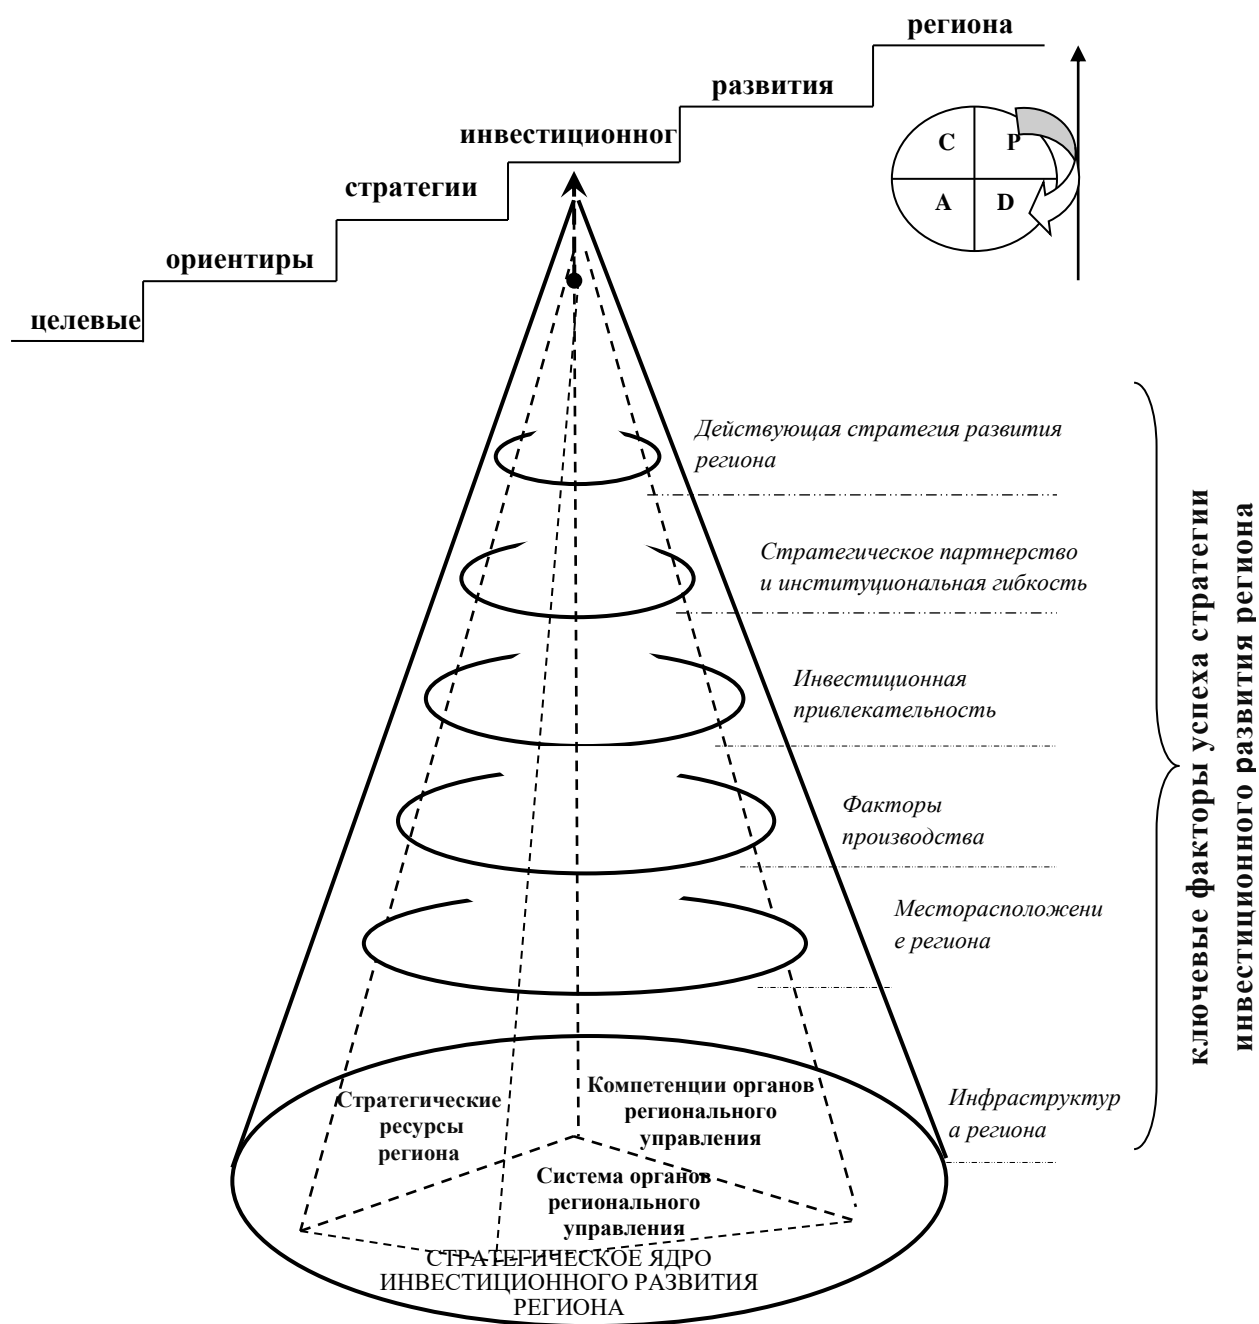 региона
развития
инвестиционног
стратегии
ориентиры
целевые
C P
A D
Действующая стратегия развития
региона
Стратегическое партнерство
и институциональная гибкость
Инвестиционная
привлекательность
Факторы
производства
Месторасположени
е региона
Инфраструктур
а региона
ключевые факторы успеха стратегии
инвестиционного развития региона
Стратегические
ресурсы
региона
Компетенции органов
регионального
управления
Система органов
регионального
управления
СТРАТЕГИЧЕСКОЕ ЯДРО
ИНВЕСТИЦИОННОГО РАЗВИТИЯ
РЕГИОНА